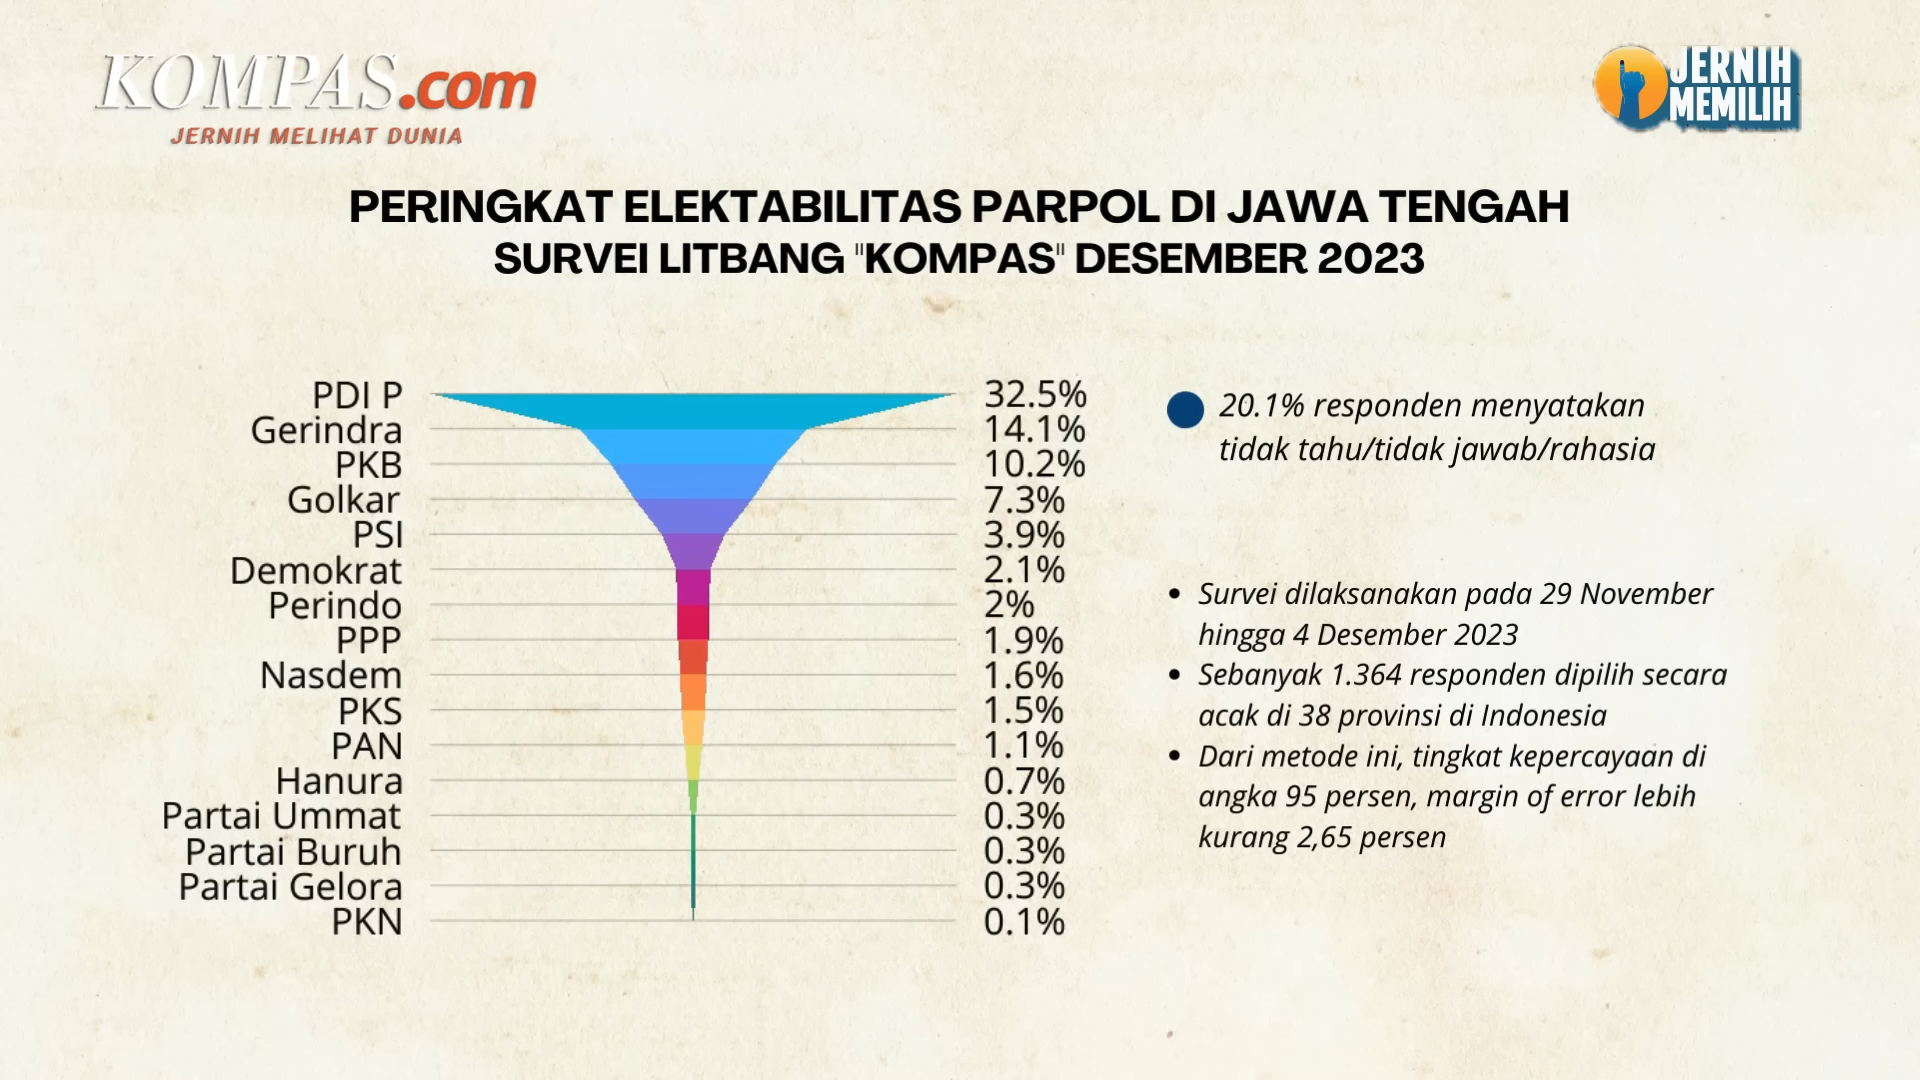 KOMPAS.com
JERNIH MELIHAT DUNIA
JERNIH
MEMILIH
PERINGKAT ELEKTABILITAS PARPOL DI JAWA TENGAH
SURVEI LITBANG "KOMPAS" DESEMBER 2023
PDI P 32.5%
Gerindra 14.1%
PKB 10.2%
Golkar 7.3%
PSI 3.9%
Demokrat 2.1%
Perindo 2%
PPP 1.9%
Nasdem 1.6%
PKS 1.5%
PAN 1.1%
Hanura 0.7%
Partai Ummat 0.3%
Partai Buruh 0.3%
Partai Gelora 0.3%
PKN 0.1%
20.1% responden menyatakan
tidak tahu/tidak jawab/rahasia
• Survei dilaksanakan pada 29 November
hingga 4 Desember 2023
• Sebanyak 1.364 responden dipilih secara
acak di 38 provinsi di Indonesia
• Dari metode ini, tingkat kepercayaan di
angka 95 persen, margin of error lebih
kurang 2,65 persen